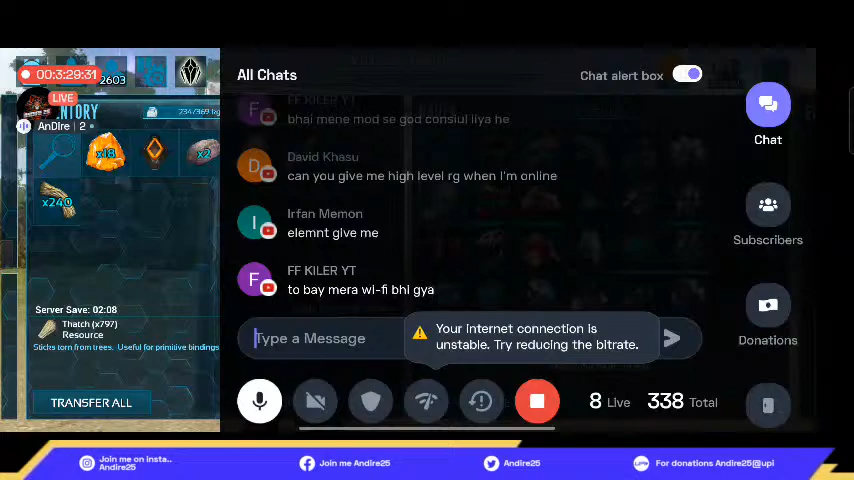 00:3:29:31
2603
LIVE
AnDire | 2
234/369 kg
x18
x2
x240
Server Save: 02:08
Thatch (x797)
Resource
Sticks torn from trees. Useful for primitive bindings
TRANSFER ALL
All Chats
Chat alert box
FF KILER YT
bhai mene mod se god consiul liya he
D
David Khasu
can you give me high level rg when I'm online
I
Irfan Memon
elemnt give me
F
FF KILER YT
to bay mera wi-fi bhi gya
Type a Message
Your internet connection is
unstable. Try reducing the bitrate.
8 Live
338 Total
Chat
Subscribers
Donations
Join me on insta..
Andire25
Join me Andire25
Andire25
For donations Andire25@upi